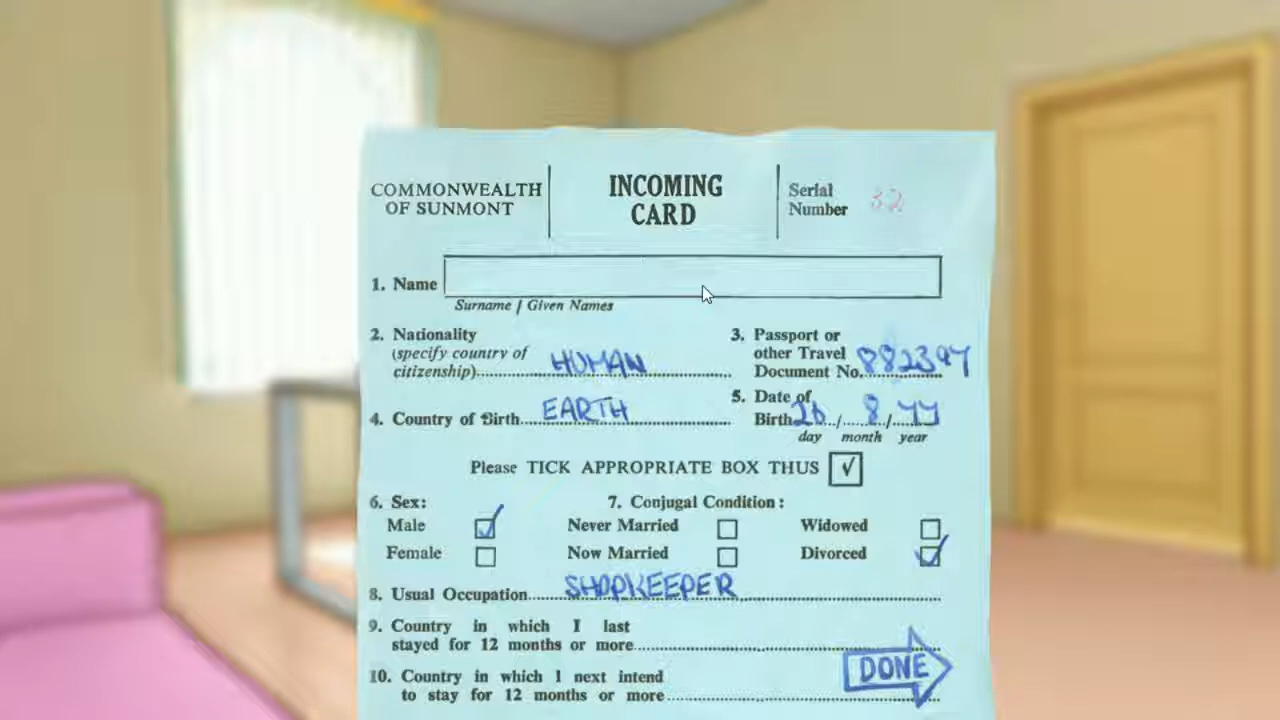 COMMONWEALTH OF SUNMONT
INCOMING CARD
Serial Number 32
1. Name
Surname / Given Names
2. Nationality (specify country of citizenship) HUMAN
3. Passport or other Travel Document No. 882397
4. Country of Birth EARTH
5. Date of Birth 26 / 8 / 77
day month year
Please TICK APPROPRIATE BOX THUS ✓
6. Sex:
7. Conjugal Condition:
Male ✓ Never Married Widowed
Female Now Married Divorced ✓
8. Usual Occupation SHOPKEEPER
9. Country in which I last stayed for 12 months or more
10. Country in which I next intend to stay for 12 months or more
DONE